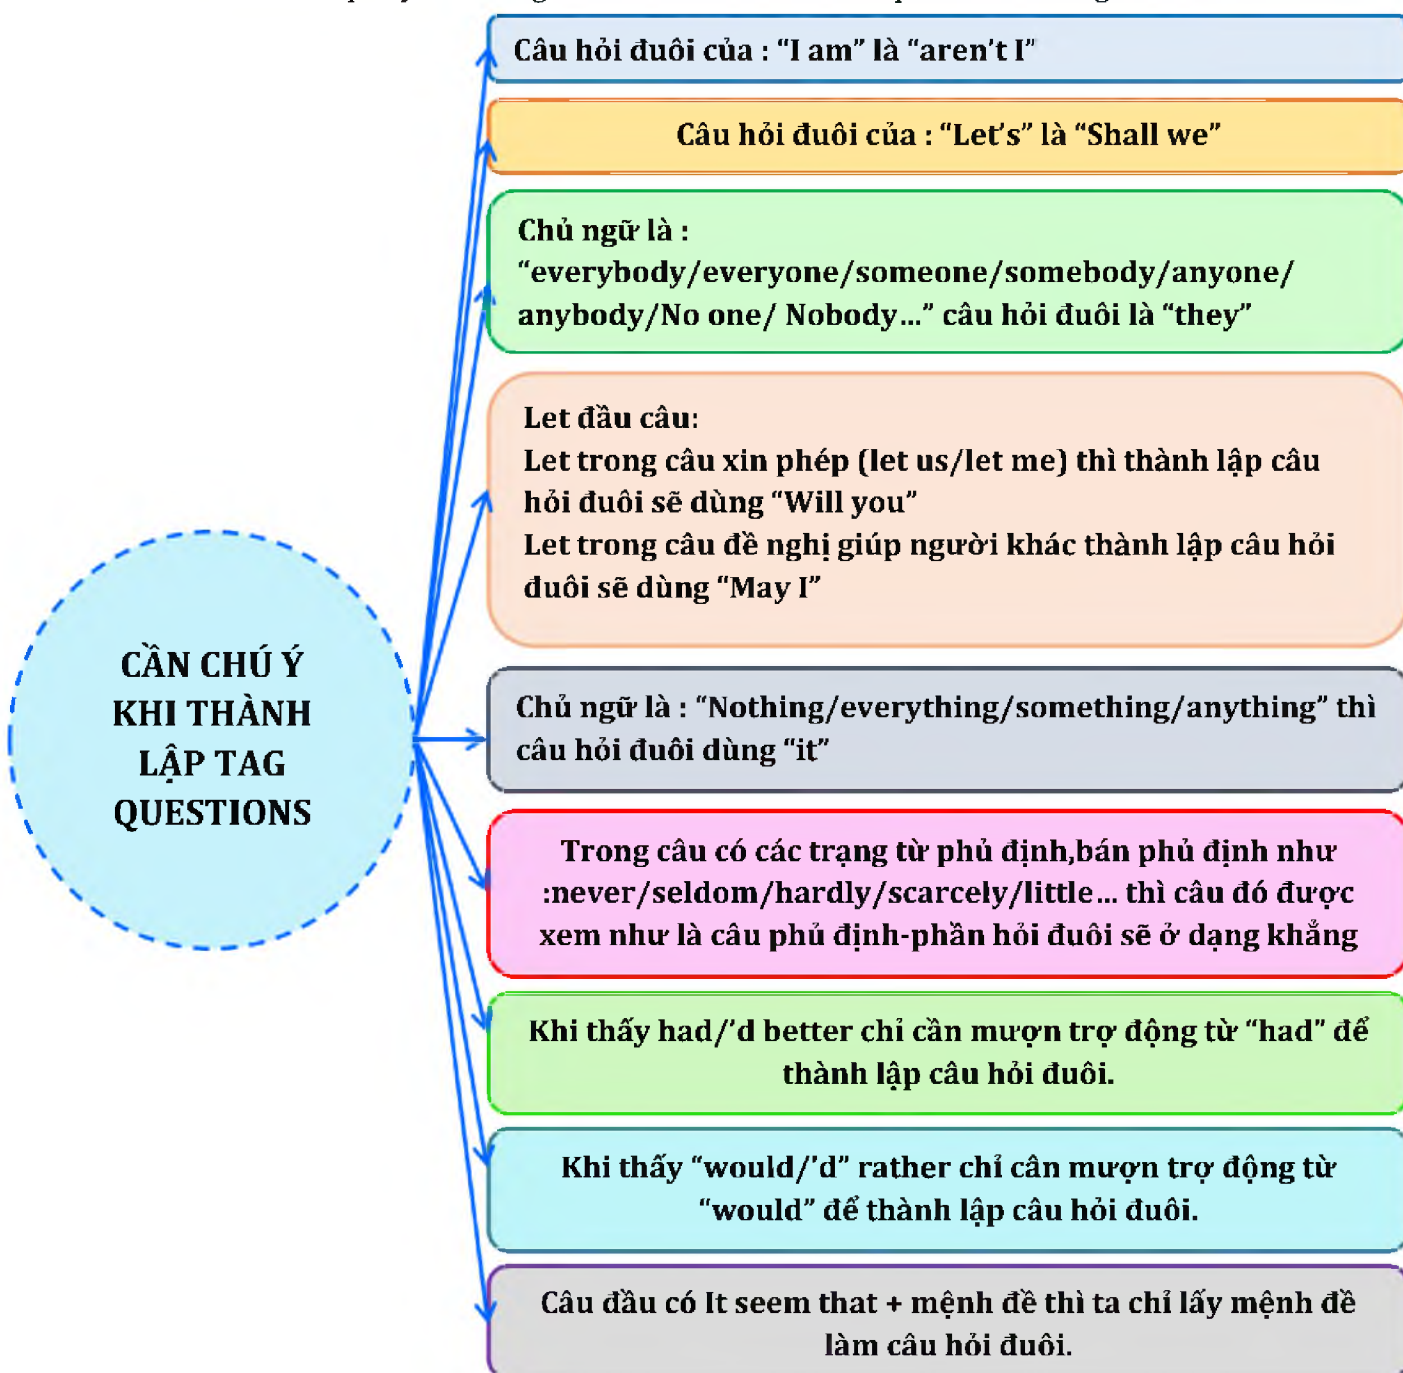 Câu hỏi đuôi của : “I am” là “aren’t I”
Câu hỏi đuôi của : “Let’s” là “Shall we”
Chủ ngữ là :
“everybody/everyone/someone/somebody/anyone/
anybody/No one/ Nobody…” câu hỏi đuôi là “they”
Let đầu câu:
Let trong câu xin phép (let us/let me) thì thành lập câu
hỏi đuôi sẽ dùng “Will you”
Let trong câu đề nghị giúp người khác thành lập câu hỏi
đuôi sẽ dùng “May I”
CẦN CHÚ Ý
KHI THÀNH
LẬP TAG
QUESTIONS
Chủ ngữ là : “Nothing/everything/something/anything” thì
câu hỏi đuôi dùng “it”
Trong câu có các trạng từ phủ định,bán phủ định như
:never/seldom/hardly/scarcely/little… thì câu đó được
xem như là câu phủ định-phần hỏi đuôi sẽ ở dạng khẳng
Khi thấy had/’d better chỉ cần mượn trợ động từ “had” để
thành lập câu hỏi đuôi.
Khi thấy “would/’d” rather chỉ cân mượn trợ động từ
“would” để thành lập câu hỏi đuôi.
Câu đầu có It seem that + mệnh đề thì ta chỉ lấy mệnh đề
làm câu hỏi đuôi.